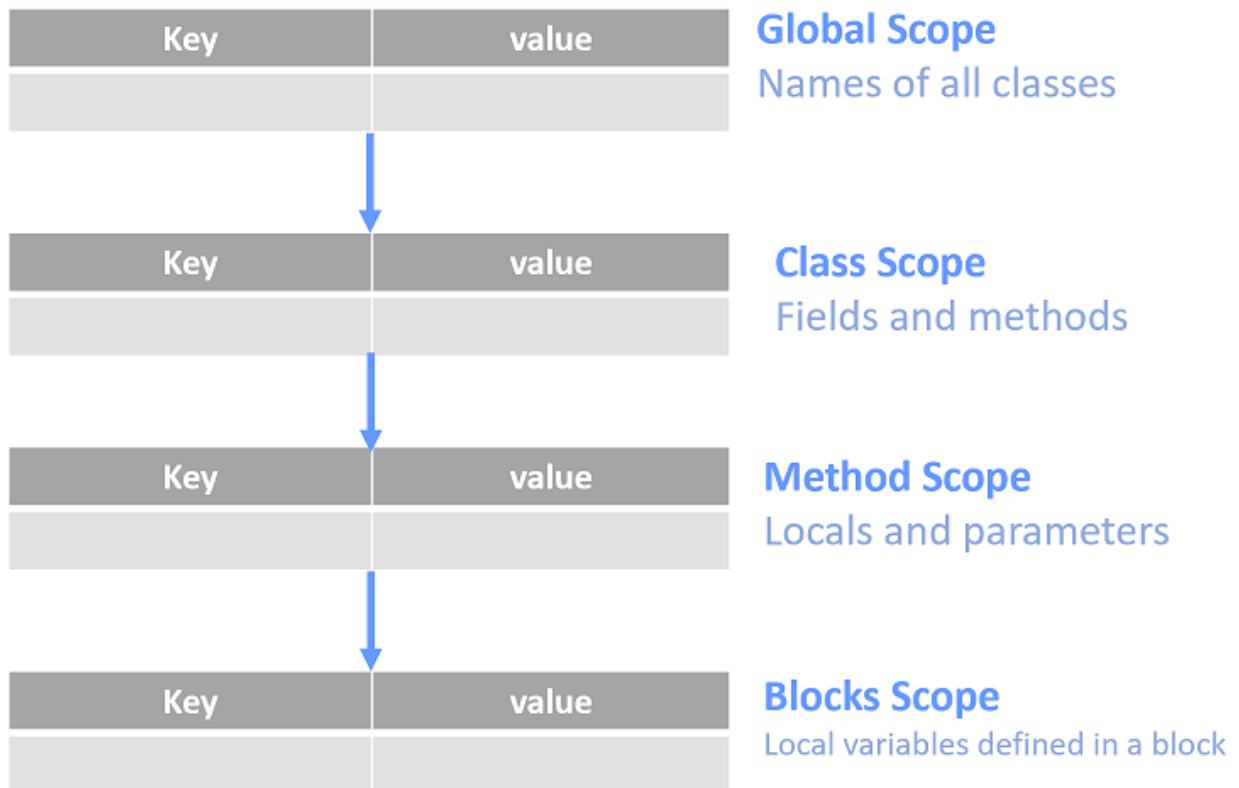 Key value
Global Scope
Names of all classes
Key value
Class Scope
Fields and methods
Key value
Method Scope
Locals and parameters
Key value
Blocks Scope
Local variables defined in a block